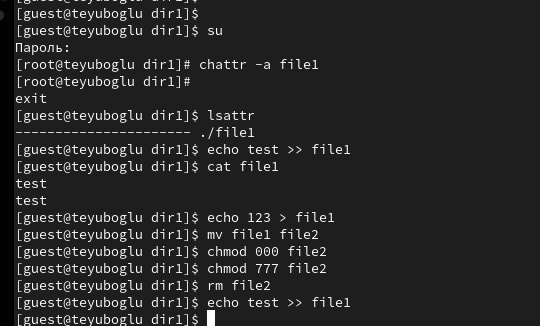 [guest@teyuboglu dir1]$
[guest@teyuboglu dir1]$
[guest@teyuboglu dir1]$ su
Пароль:
[root@teyuboglu dir1]# chattr -a file1
[root@teyuboglu dir1]#
exit
[guest@teyuboglu dir1]$ lsattr
---------------------- ./file1
[guest@teyuboglu dir1]$ echo test >> file1
[guest@teyuboglu dir1]$ cat file1
test
test
[guest@teyuboglu dir1]$ echo 123 > file1
[guest@teyuboglu dir1]$ mv file1 file2
[guest@teyuboglu dir1]$ chmod 000 file2
[guest@teyuboglu dir1]$ chmod 777 file2
[guest@teyuboglu dir1]$ rm file2
[guest@teyuboglu dir1]$ echo test >> file1
[guest@teyuboglu dir1]$